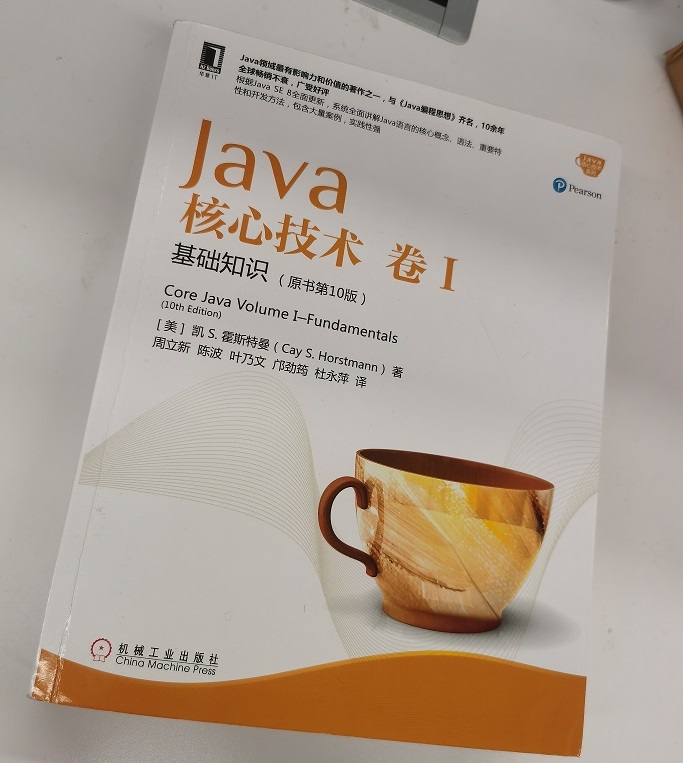 华章IT
Java领域最有影响力和价值的著作之一，与《Java编程思想》齐名，10余年
全球畅销不衰，广受好评
根据Java SE 8全面更新，系统全面讲解Java语言的核心概念、语法、重要特
性和开发方法，包含大量案例，实践性强
Java
Pearson
Java
核心技术 卷 I
基础知识（原书第10版）
Core Java Volume I–Fundamentals
(10th Edition)
［美］凯 S. 霍斯特曼（Cay S. Horstmann）著
周立新 陈波 叶乃文 邝劲筠 杜永萍 译
机械工业出版社
China Machine Press